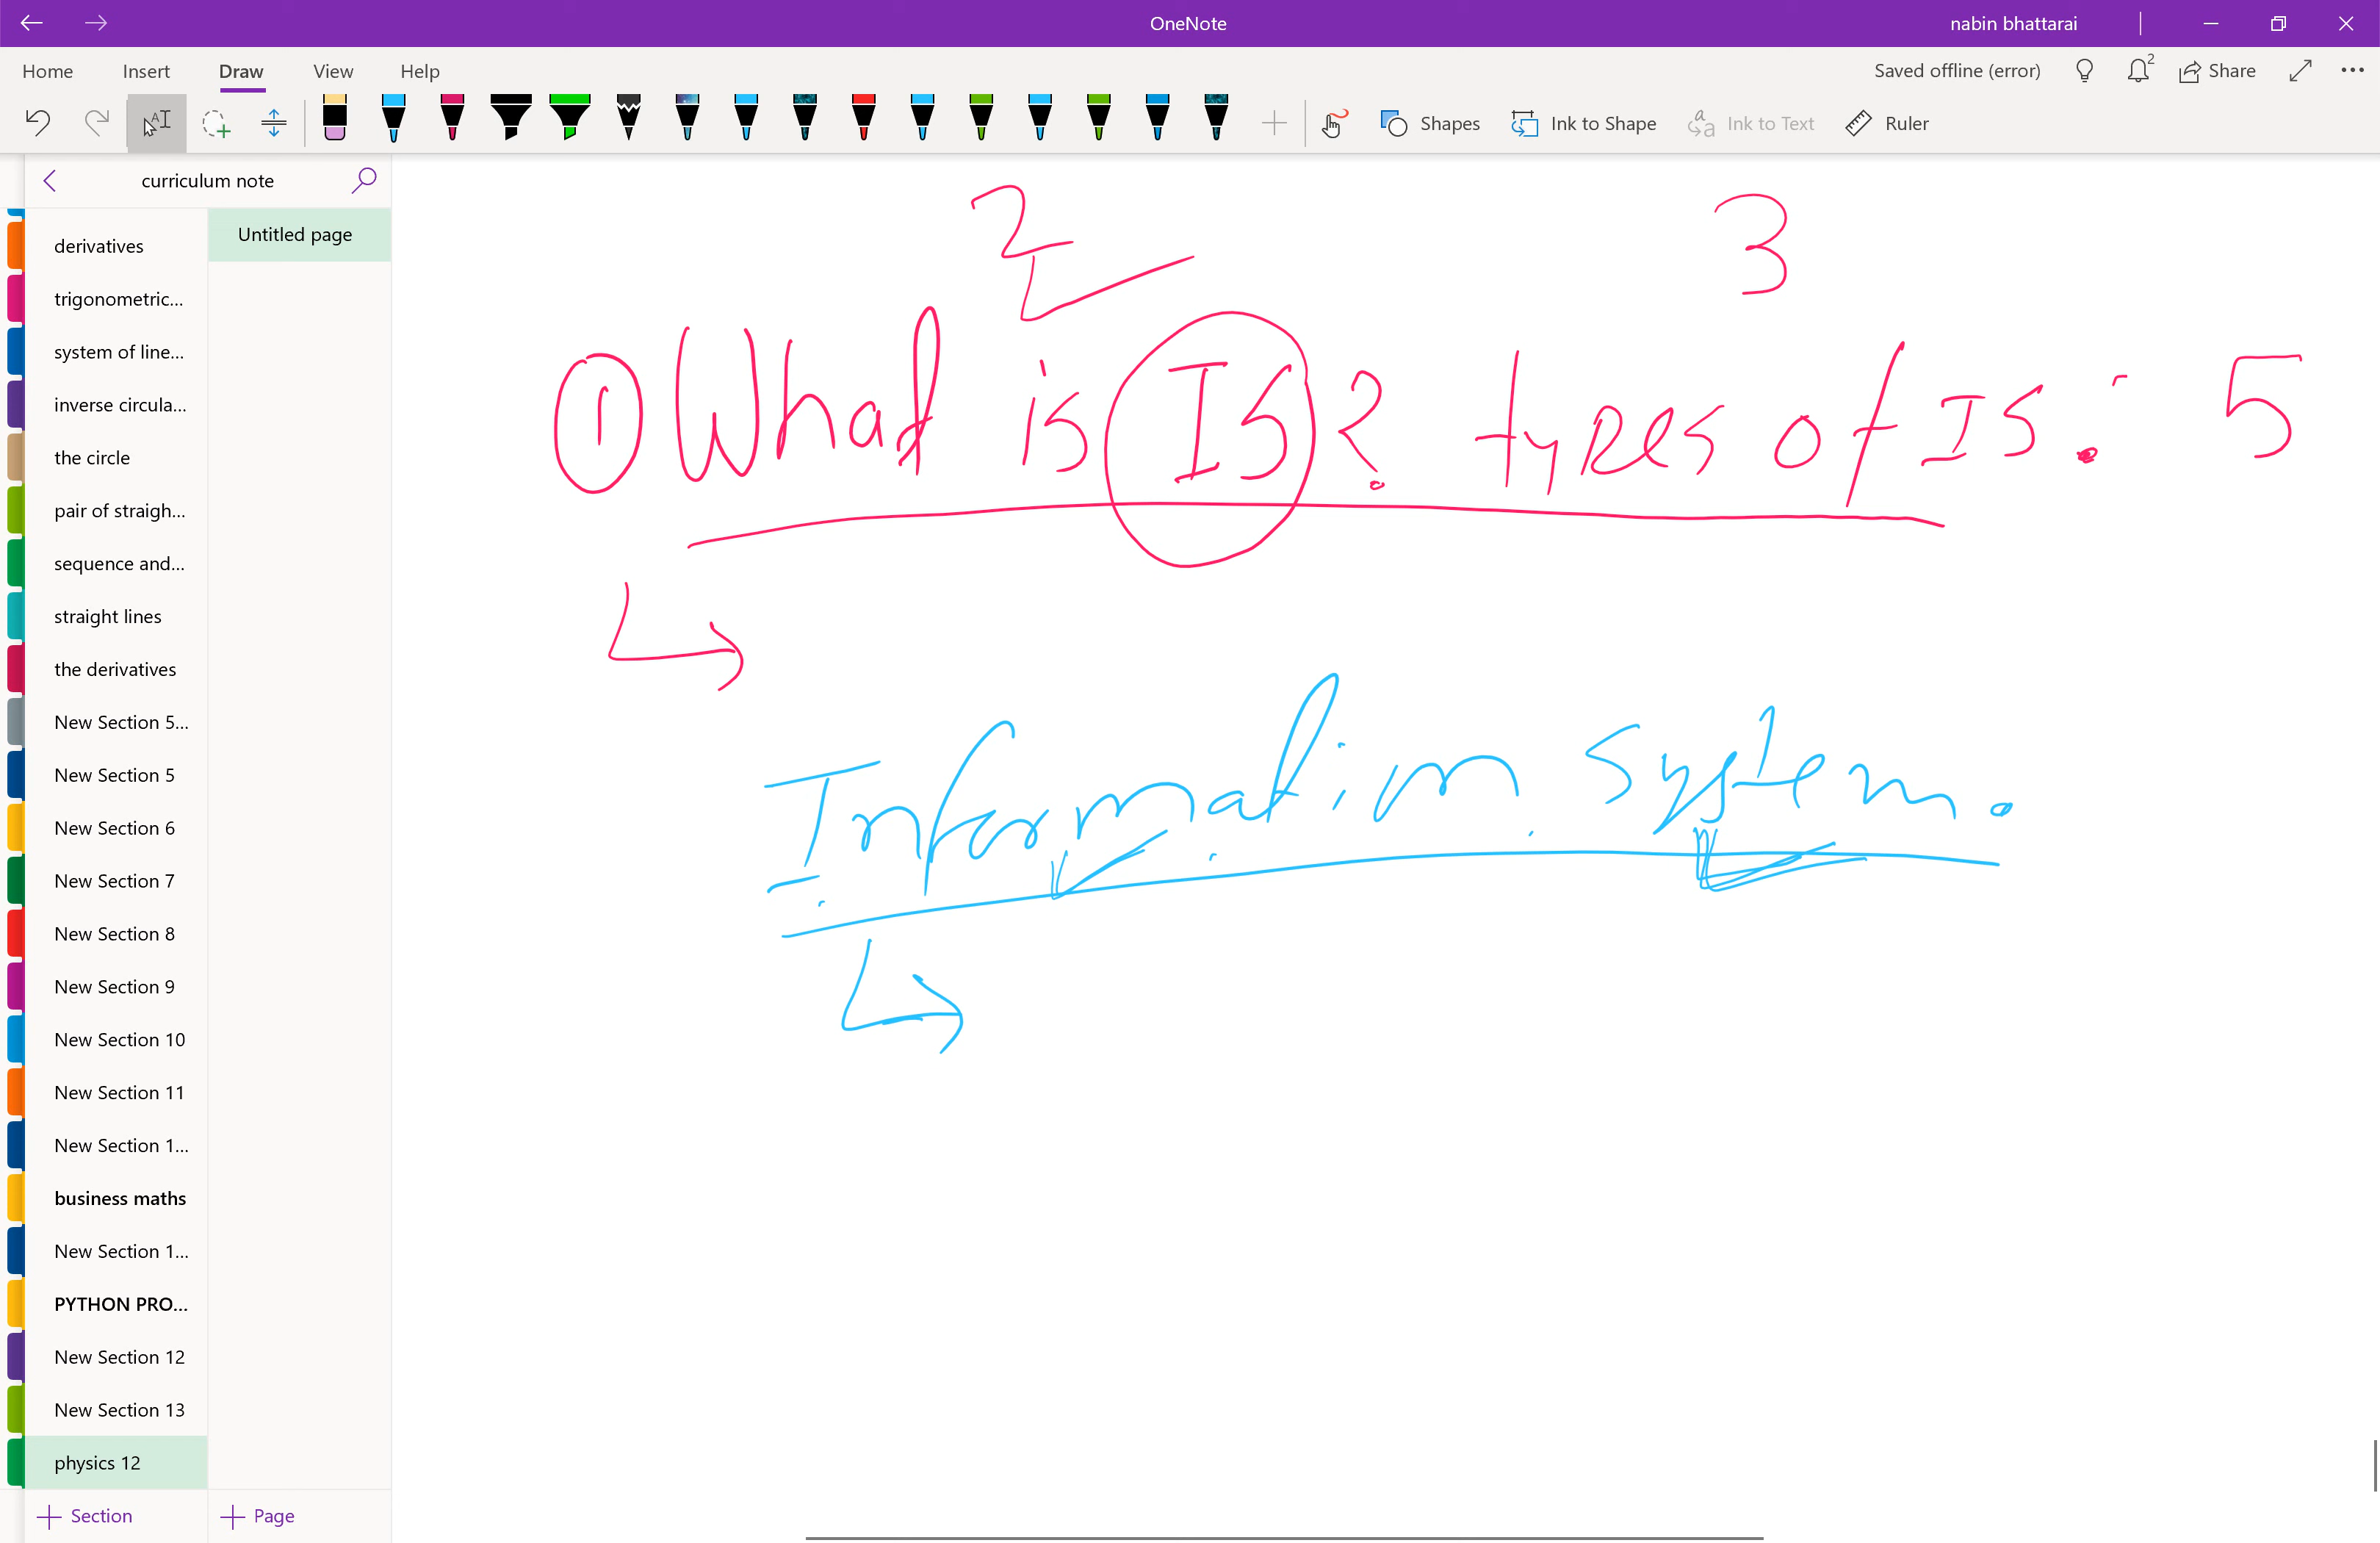 OneNote
nabin bhattarai
Home Insert Draw View Help
Saved offline (error)
2
Share
Shapes
Ink to Shape
Ink to Text
Ruler
curriculum note
Untitled page
derivatives
trigonometric...
system of line...
inverse circula...
the circle
pair of straigh...
sequence and...
straight lines
the derivatives
New Section 5...
New Section 5
New Section 6
New Section 7
New Section 8
New Section 9
New Section 10
New Section 11
New Section 1...
business maths
New Section 1...
PYTHON PRO...
New Section 12
New Section 13
physics 12
Section
Page
2 3
① What is IS? types of IS. 5
Information System.